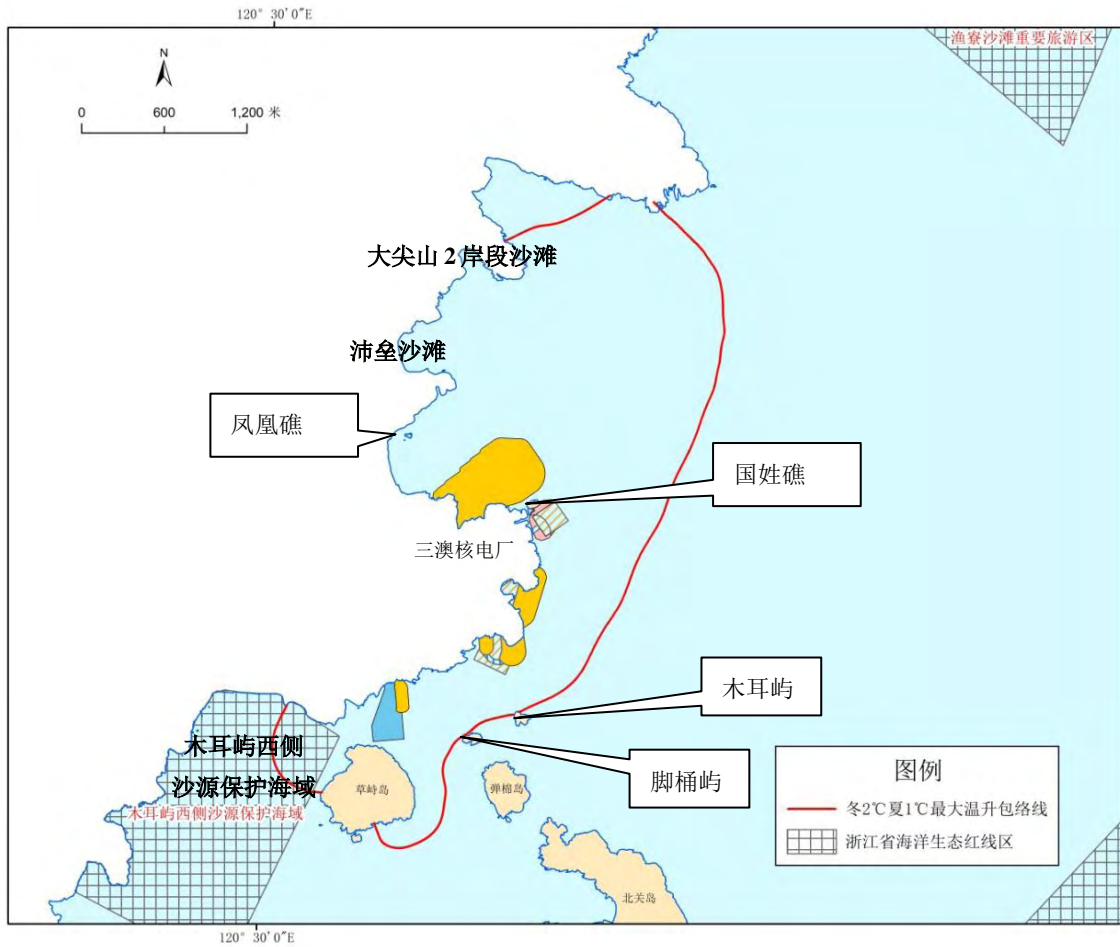 120° 30′0″E
渔寮沙滩重要旅游区
N
0 600 1,200 米
大尖山 2 岸段沙滩
沛垒沙滩
凤凰礁
国姓礁
三澳核电厂
木耳屿
木耳屿西侧
沙源保护海域
脚桶屿
草峙岛
弹棉岛
木耳屿西侧沙源保护海域
图例
冬2℃夏1℃最大温升包络线
浙江省海洋生态红线区
北关岛
120° 30′0″E